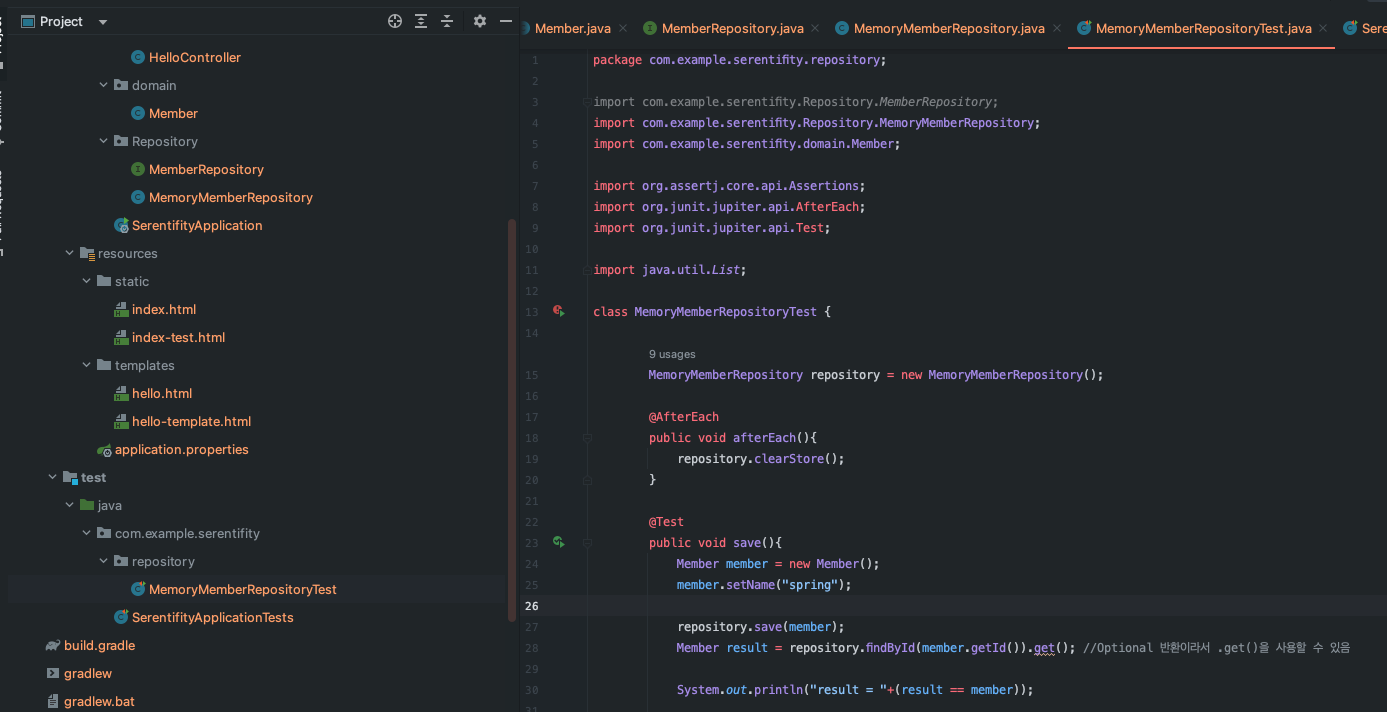 Project
HelloController
domain
Member
Repository
MemberRepository
MemoryMemberRepository
SerentifityApplication
resources
static
index.html
index-test.html
templates
hello.html
hello-template.html
application.properties
test
java
com.example.serentifity
repository
MemoryMemberRepositoryTest
SerentifityApplicationTests
build.gradle
gradlew
gradlew.bat
Member.java MemberRepository.java MemoryMemberRepository.java MemoryMemberRepositoryTest.java Sere
1 package com.example.serentifity.repository;
2
3 import com.example.serentifity.Repository.MemberRepository;
4 import com.example.serentifity.Repository.MemoryMemberRepository;
5 import com.example.serentifity.domain.Member;
6
7 import org.assertj.core.api.Assertions;
8 import org.junit.jupiter.api.AfterEach;
9 import org.junit.jupiter.api.Test;
10
11 import java.util.List;
12
13 class MemoryMemberRepositoryTest {
14
9 usages
15 MemoryMemberRepository repository = new MemoryMemberRepository();
16
17 @AfterEach
18 public void afterEach(){
19 repository.clearStore();
20 }
21
22 @Test
23 public void save(){
24 Member member = new Member();
25 member.setName("spring");
26
27 repository.save(member);
28 Member result = repository.findById(member.getId()).get(); //Optional 반환이라서 .get()을 사용할 수 있음
29
30 System.out.println("result = "+(result == member));
31